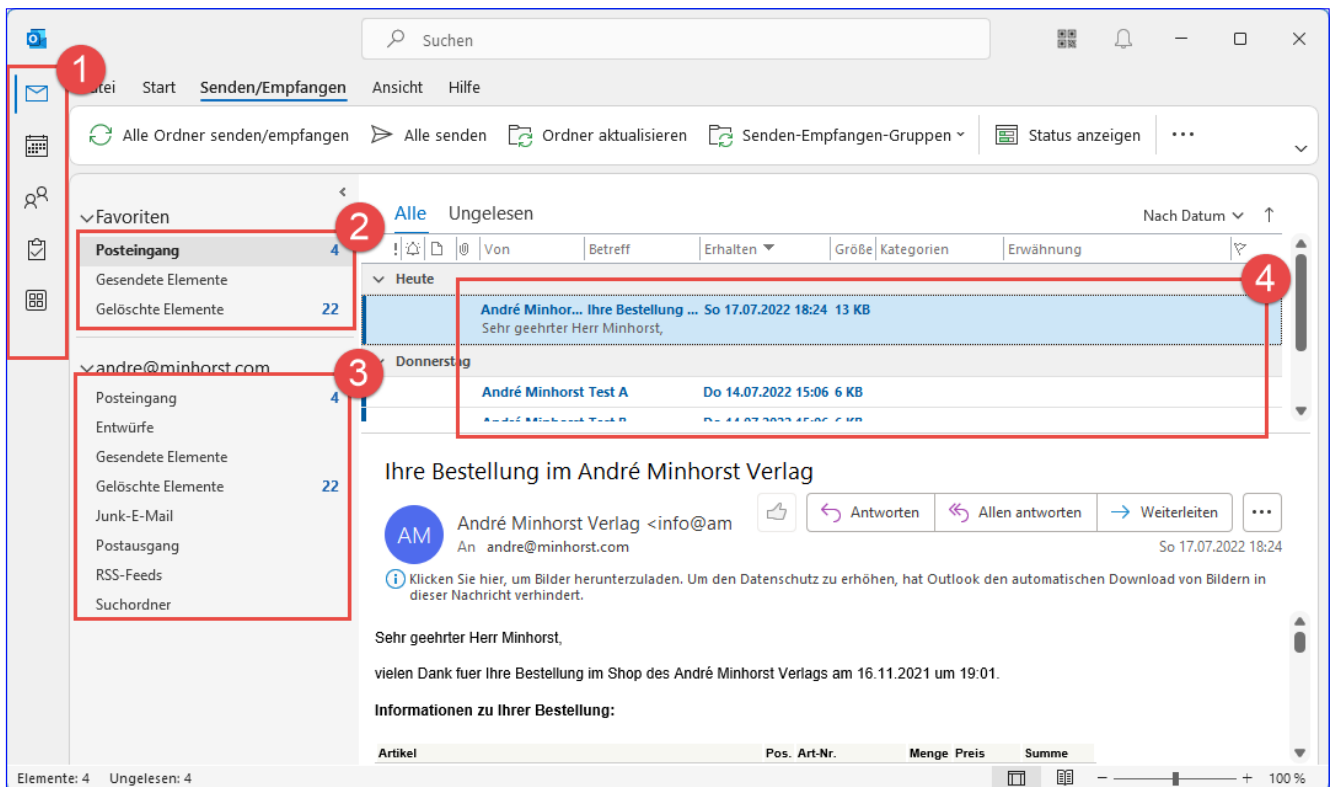 Suchen
1
Start Senden/Empfangen Ansicht Hilfe
Alle Ordner senden/empfangen Alle senden Ordner aktualisieren Senden-Empfangen-Gruppen Status anzeigen ...
Favoriten
2
Posteingang 4
Gesendete Elemente
Gelöschte Elemente 22
andre@minhorst.com
3
Posteingang 4
Entwürfe
Gesendete Elemente
Gelöschte Elemente 22
Junk-E-Mail
Postausgang
RSS-Feeds
Suchordner
Alle Ungelesen Nach Datum
! Von Betreff Erhalten Größe Kategorien Erwähnung
4
Heute
André Minhor... Ihre Bestellung ... So 17.07.2022 18:24 13 KB
Sehr geehrter Herr Minhorst,
Donnerstag
André Minhorst Test A Do 14.07.2022 15:06 6 KB
Ihre Bestellung im André Minhorst Verlag
AM
André Minhorst Verlag <info@am
Antworten Allen antworten Weiterleiten ...
An andre@minhorst.com So 17.07.2022 18:24
Klicken Sie hier, um Bilder herunterzuladen. Um den Datenschutz zu erhöhen, hat Outlook den automatischen Download von Bildern in
dieser Nachricht verhindert.
Sehr geehrter Herr Minhorst,
vielen Dank fuer Ihre Bestellung im Shop des André Minhorst Verlags am 16.11.2021 um 19:01.
Informationen zu Ihrer Bestellung:
Artikel Pos. Art-Nr. Menge Preis Summe
Elemente: 4 Ungelesen: 4 100 %